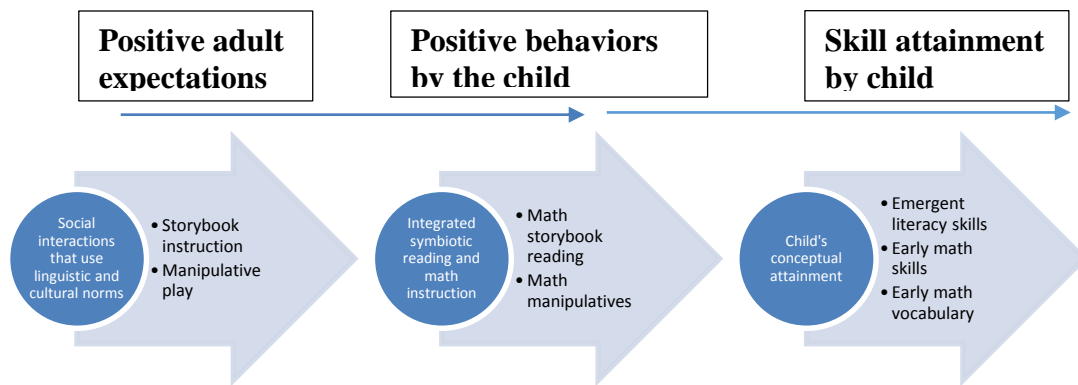 Positive adult
expectations
Positive behaviors
by the child
Skill attainment
by child
Social
interactions
that use
linguistic and
cultural norms
• Storybook
instruction
• Manipulative
play
Integrated
symbiotic
reading and
math
instruction
• Math
storybook
reading
• Math
manipulatives
Child's
conceptual
attainment
• Emergent
literacy skills
• Early math
skills
• Early math
vocabulary